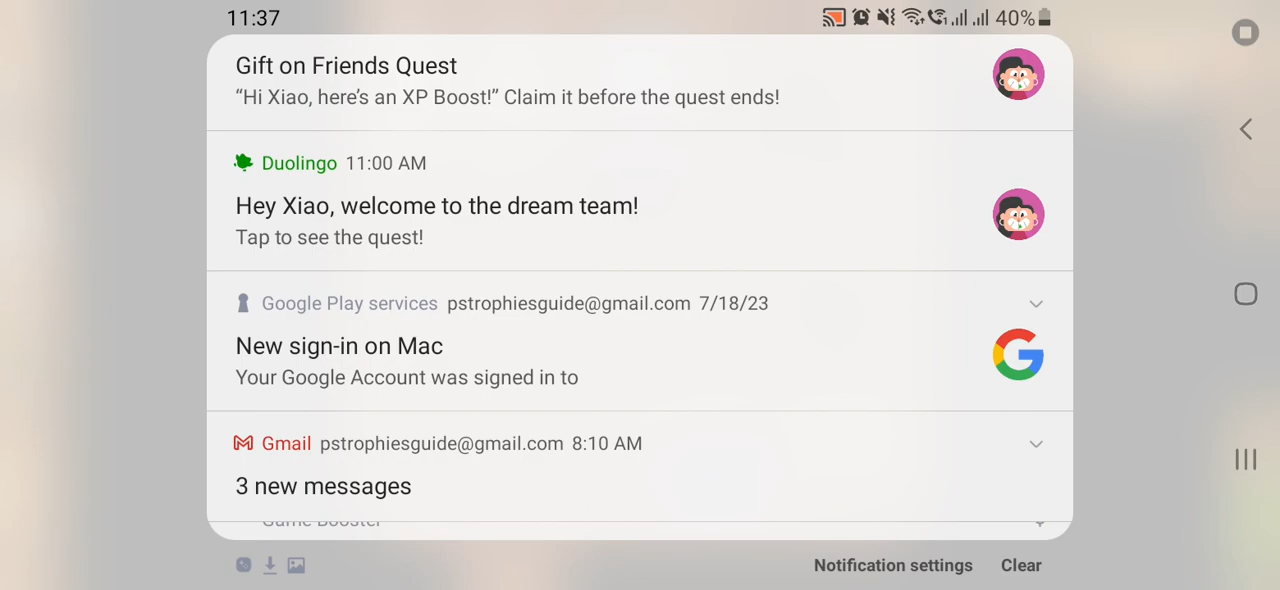 11:37
40%
Gift on Friends Quest
“Hi Xiao, here’s an XP Boost!” Claim it before the quest ends!
Duolingo 11:00 AM
Hey Xiao, welcome to the dream team!
Tap to see the quest!
Google Play services pstrophiesguide@gmail.com 7/18/23
New sign-in on Mac
Your Google Account was signed in to
Gmail pstrophiesguide@gmail.com 8:10 AM
3 new messages
Game Booster
Notification settings Clear